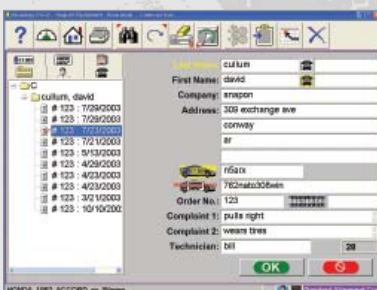 C
cullum, david
# 123 : 7/29/2003
# 123 : 7/29/2003
# 123 : 7/23/2003
# 123 : 7/21/2003
# 123 : 5/13/2003
# 123 : 4/29/2003
# 123 : 4/23/2003
# 123 : 4/23/2003
# 123 : 3/21/2003
# 123 : 10/10/200
Last Name: cullum
First Name: david
Company: snapon
Address: 309 exchange ave
conway
ar
n5arx
762nato308win
Order No.: 123
Complaint 1: pulls right
Complaint 2: wears tires
Technician: bill
28
OK
HONDA 1982 ACCORD